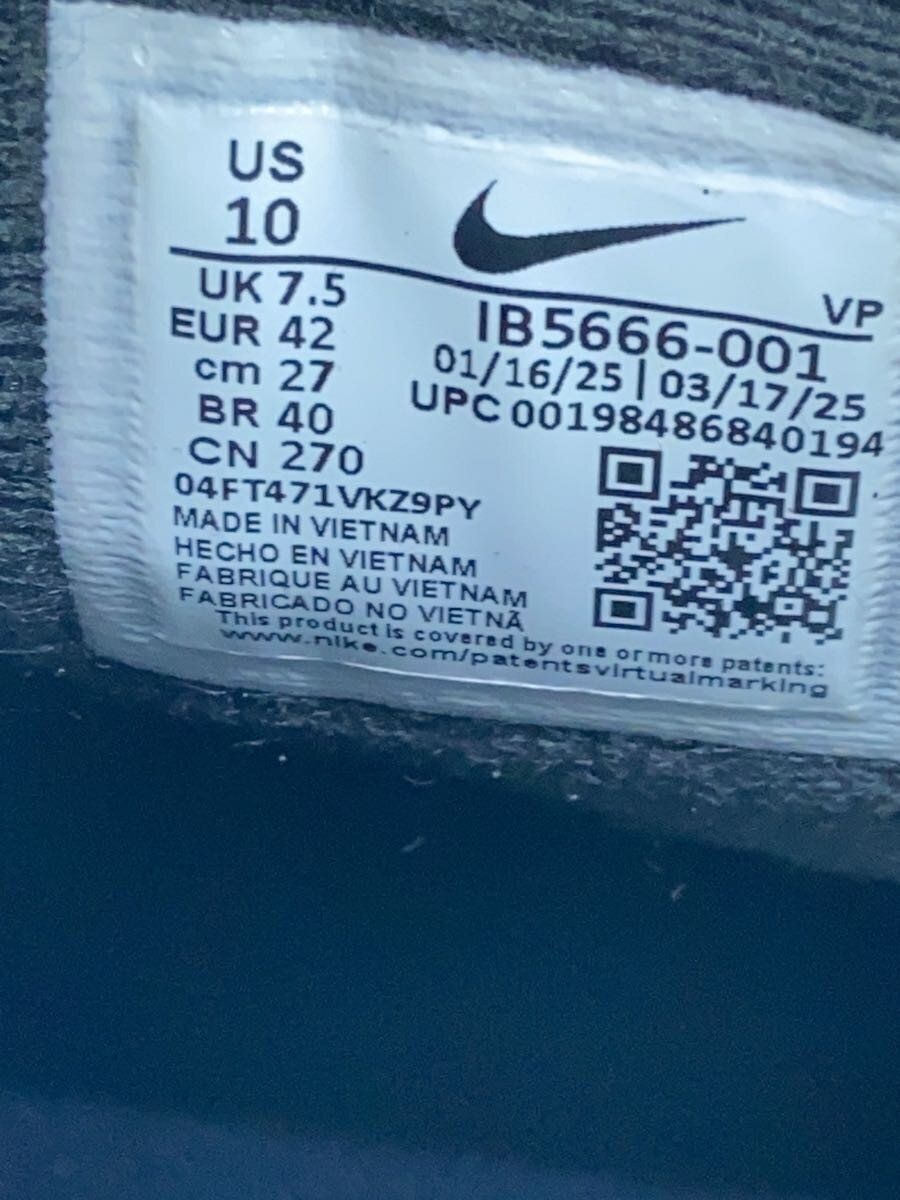 US
10
UK 7.5
EUR 42
cm 27
BR 40
CN 270
04FT471VKZ9PY
MADE IN VIETNAM
HECHO EN VIETNAM
FABRIQUE AU VIETNAM
FABRICADO NO VIETNÃ
VP
IB5666-001
01/16/25 | 03/17/25
UPC 00198486840194
This product is covered by one or more patents:
www.nike.com/patentsvirtualmarking